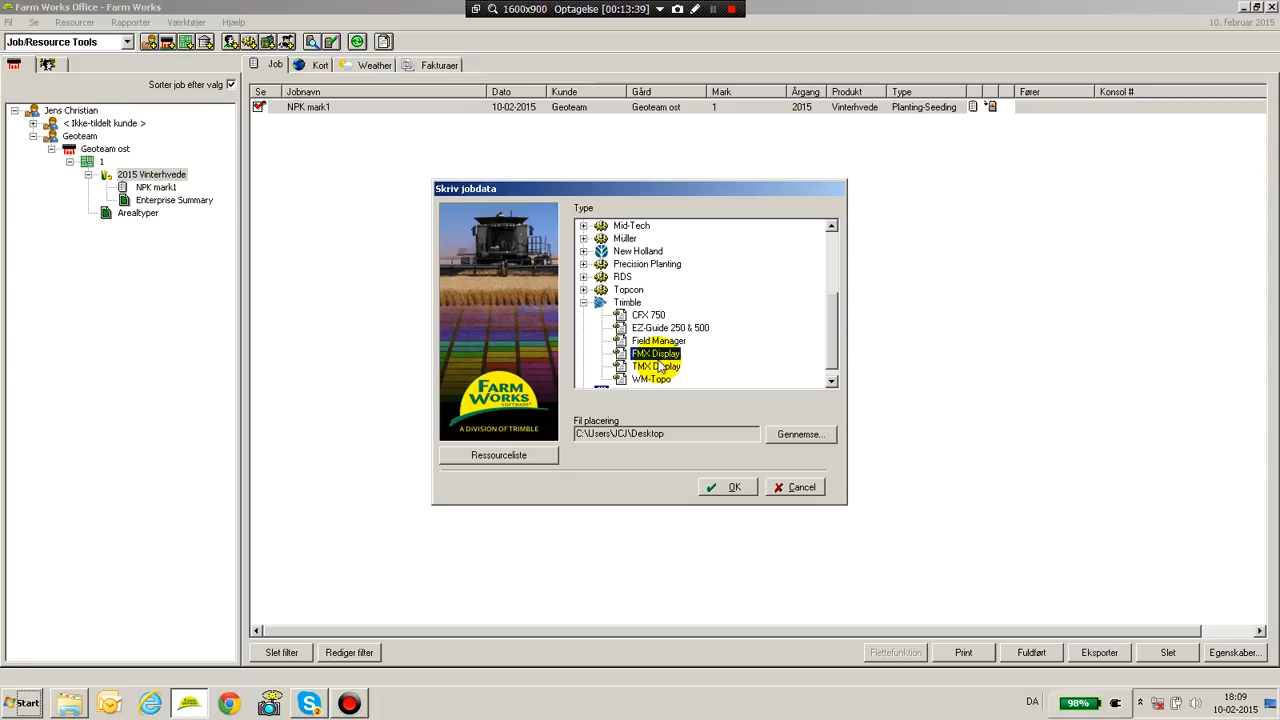 Farm Works Office - Farm Works
1600x900 Optagelse [00:13:39]
Fil Se Resourcer Rapporter Værktøjer Hjælp
10. februar 2015
Job/Resource Tools
Job Kort Weather Fakturaer
Sorter job efter valg
Se Jobnavn Dato Kunde Gård Mark Årgang Produkt Type Fører Konsol #
NPK mark1 10-02-2015 Geoteam Geoteam ost 1 2015 Vinterhvede Planting-Seeding
Jens Christian
< Ikke-tildelt kunde >
Geoteam
Geoteam ost
1
2015 Vinterhvede
NPK mark1
Enterprise Summary
Arealtyper
Skriv jobdata
Type
Mid-Tech
Müller
New Holland
Precision Planting
RDS
Topcon
Trimble
CFX 750
EZ-Guide 250 & 500
Field Manager
FMX Display
TMX Display
WM-Topo
FARM
WORKS
SOFTWARE®
A DIVISION OF TRIMBLE
Fil placering
C:\Users\JCJ\Desktop
Gennemse...
Ressourceliste
OK Cancel
Slet filter Rediger filter Flettefunktion Print Fuldført Eksporter Slet Egenskaber...
Start
DA 98% 18:09
10-02-2015